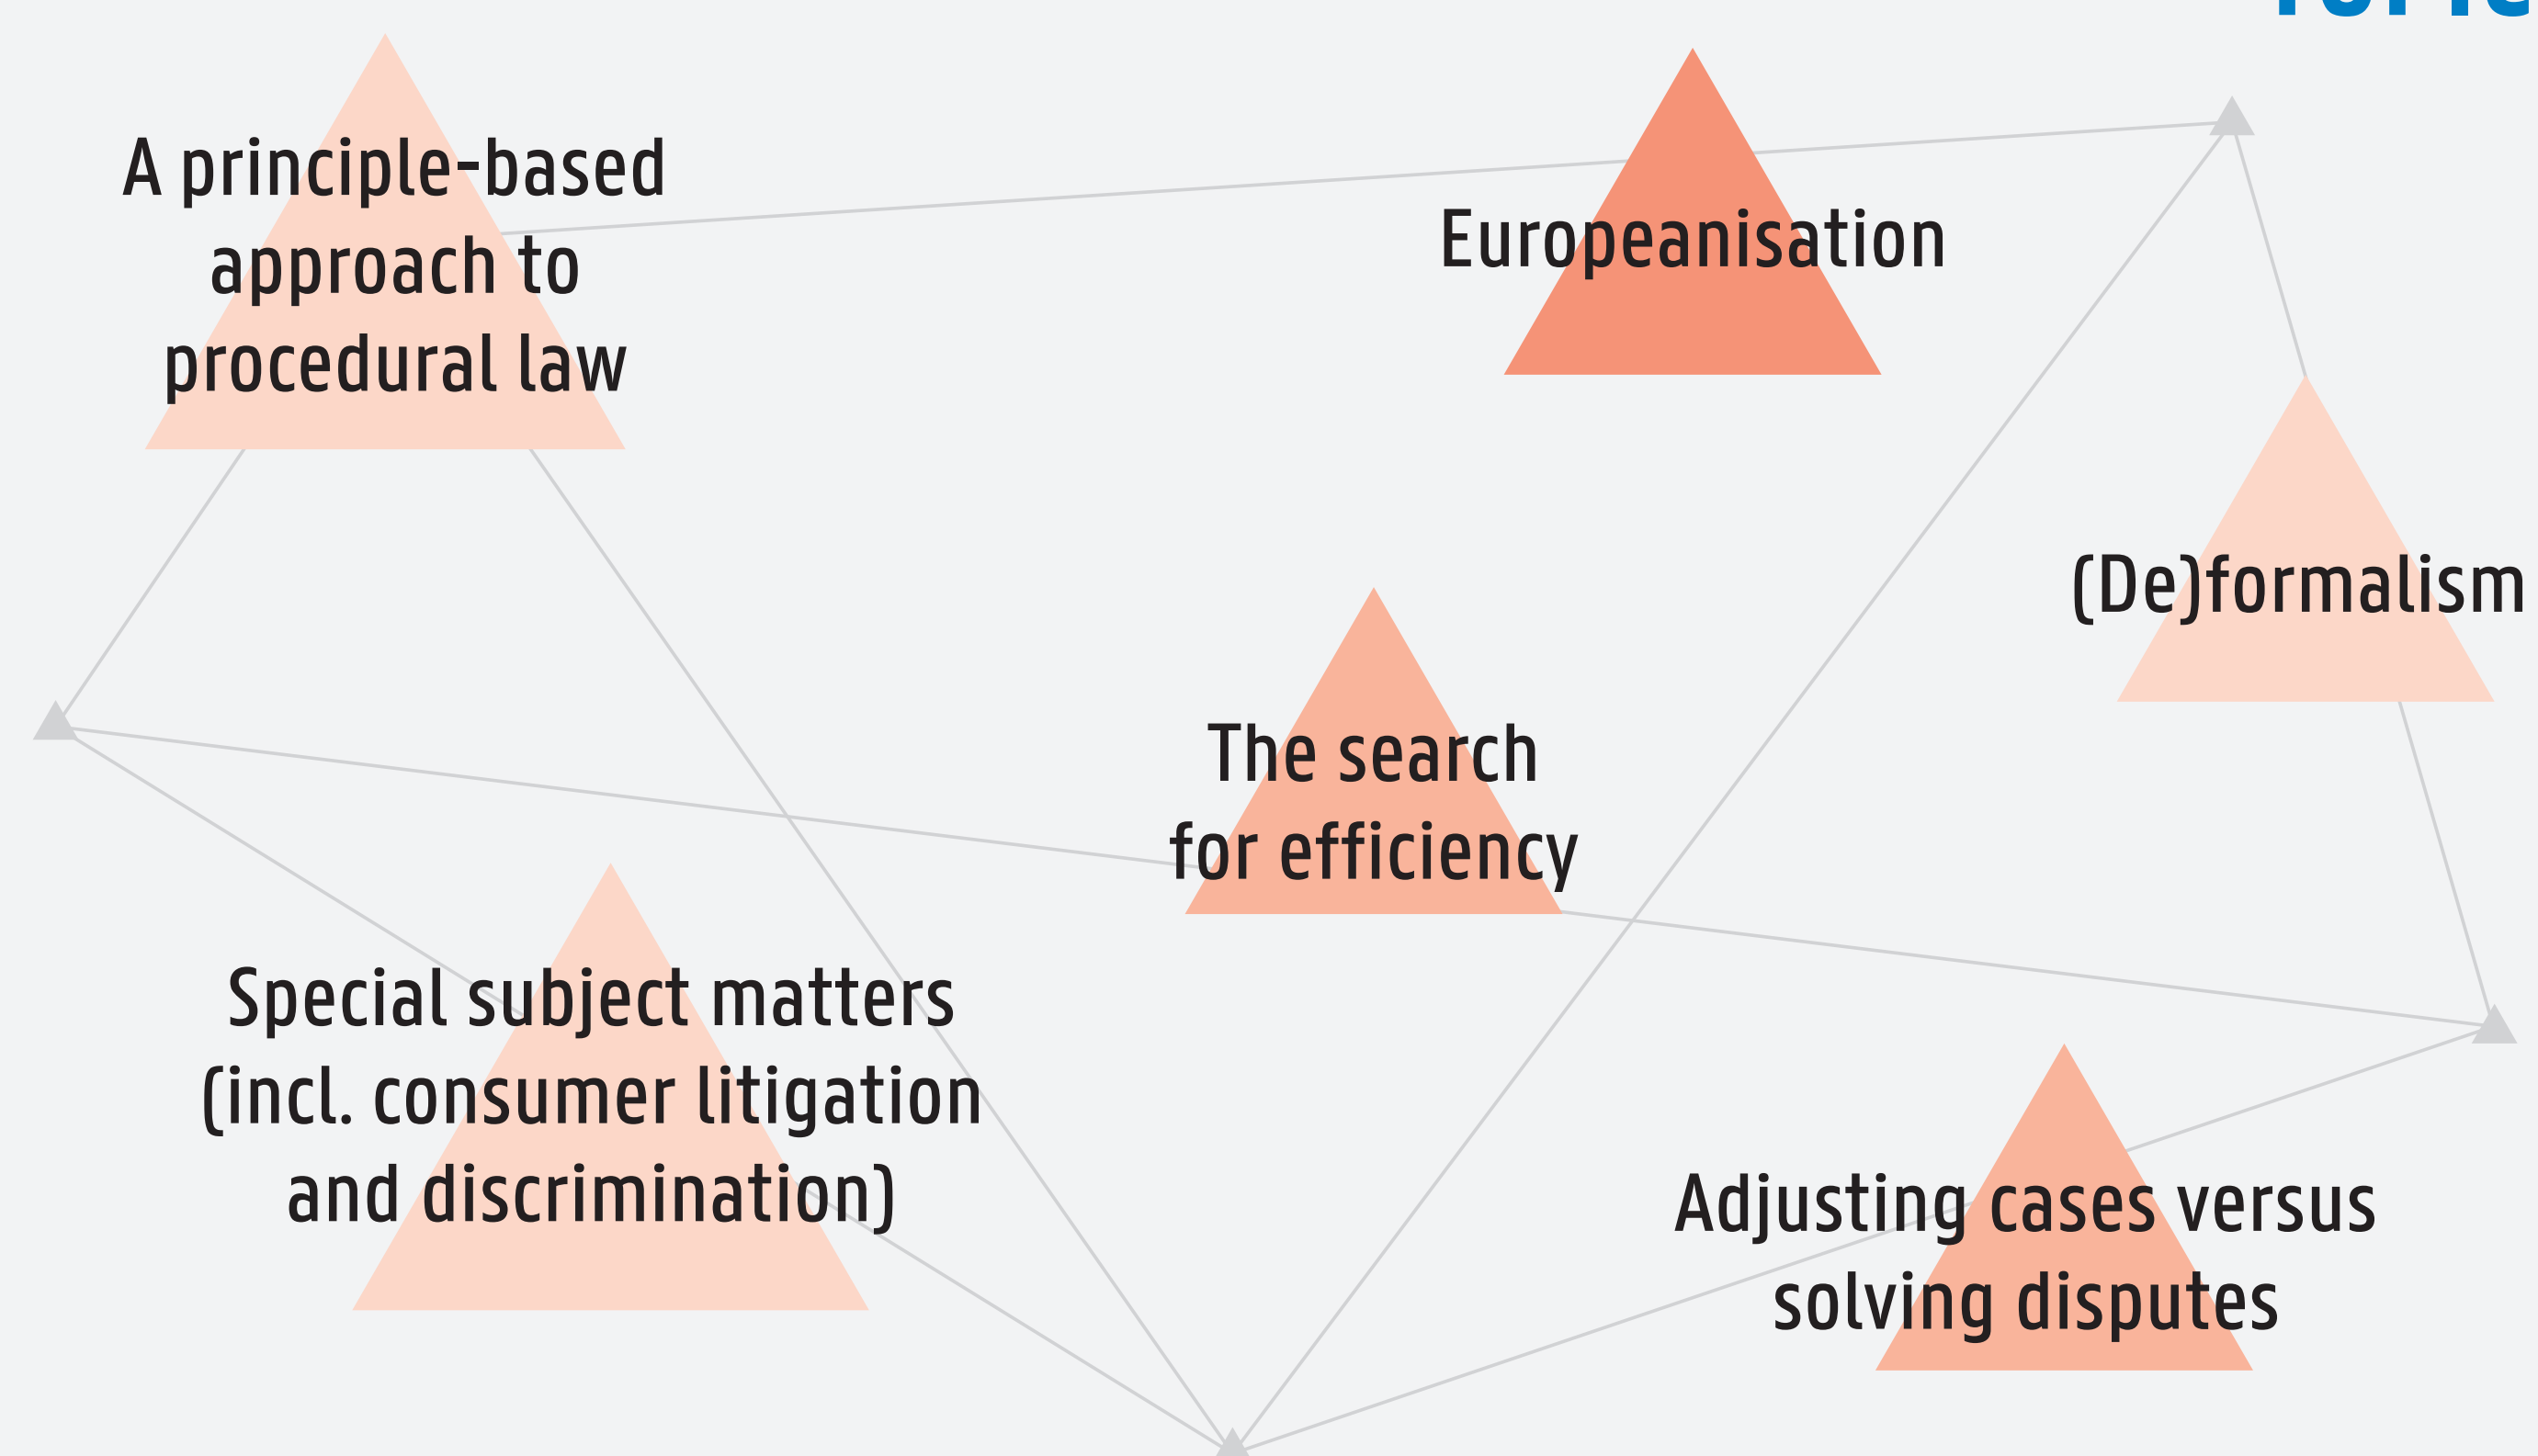 A principle-based
approach to
procedural law
Europeanisation
(De)formalism
The search
for efficiency
Special subject matters
(incl. consumer litigation
and discrimination)
Adjusting cases versus
solving disputes